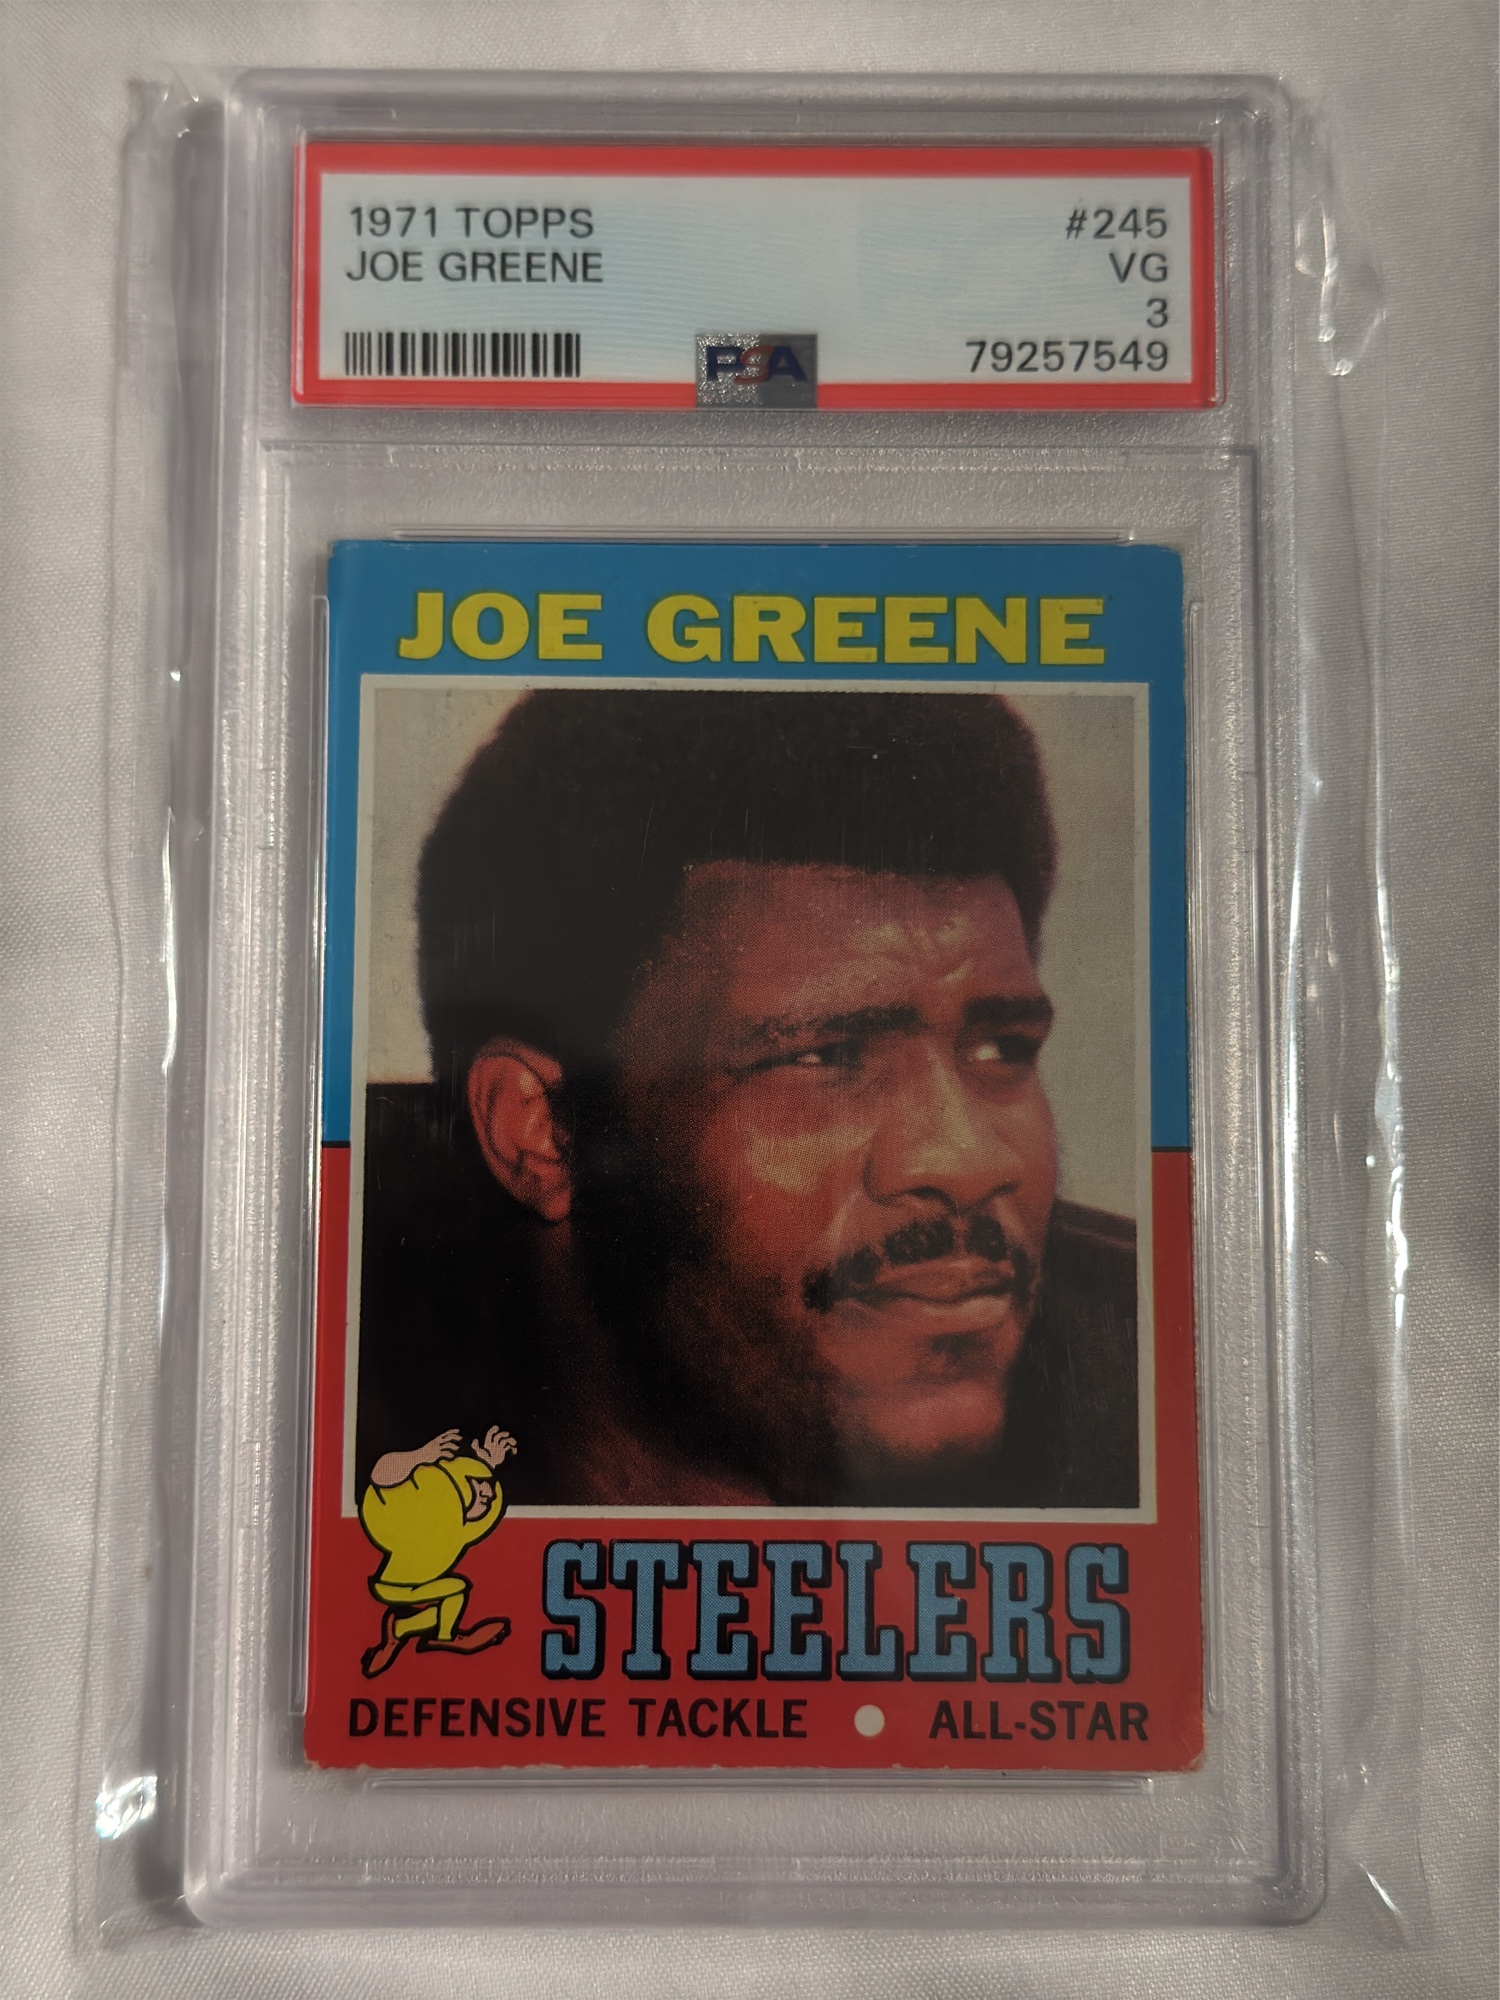 1971 TOPPS #245
JOE GREENE VG
3
PSA 79257549
JOE GREENE
STEELERS
DEFENSIVE TACKLE ALL-STAR